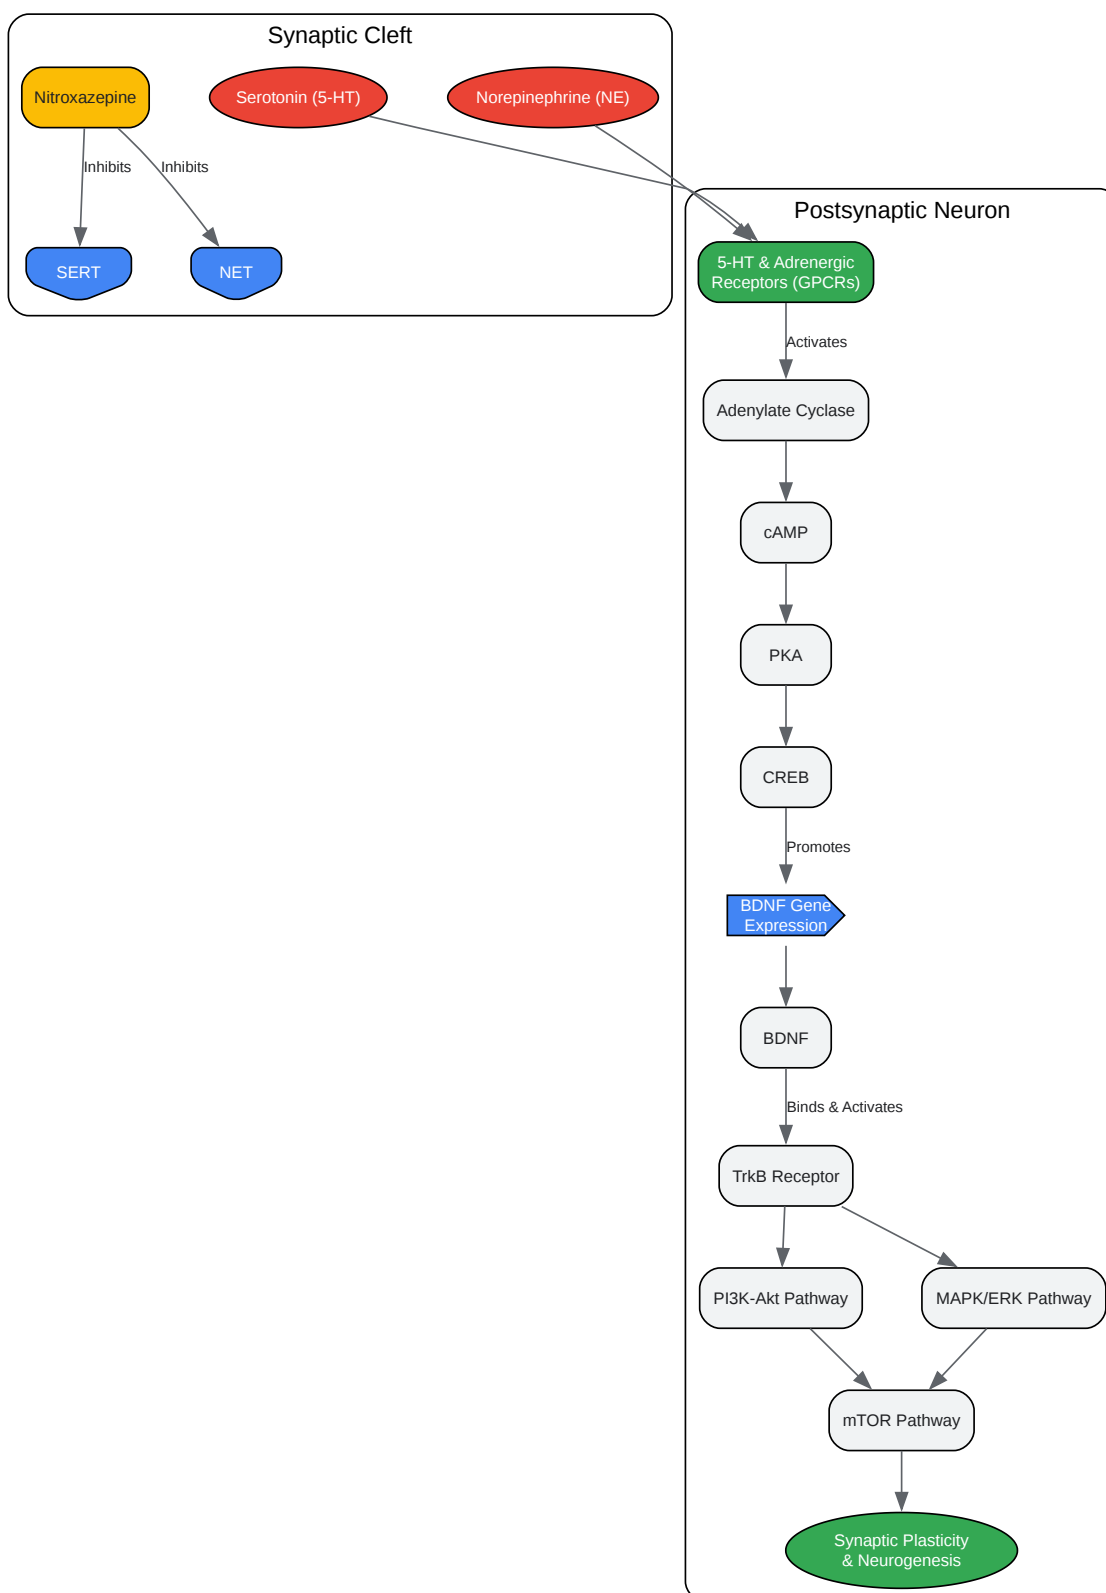 Synaptic Cleft
Nitroxazepine
Serotonin (5-HT)
Norepinephrine (NE)
Inhibits
Inhibits
SERT
NET
Postsynaptic Neuron
5-HT & Adrenergic
Receptors (GPCRs)
Activates
Adenylate Cyclase
cAMP
PKA
CREB
Promotes
BDNF Gene
Expression
BDNF
Binds & Activates
TrkB Receptor
PI3K-Akt Pathway
MAPK/ERK Pathway
mTOR Pathway
Synaptic Plasticity
& Neurogenesis